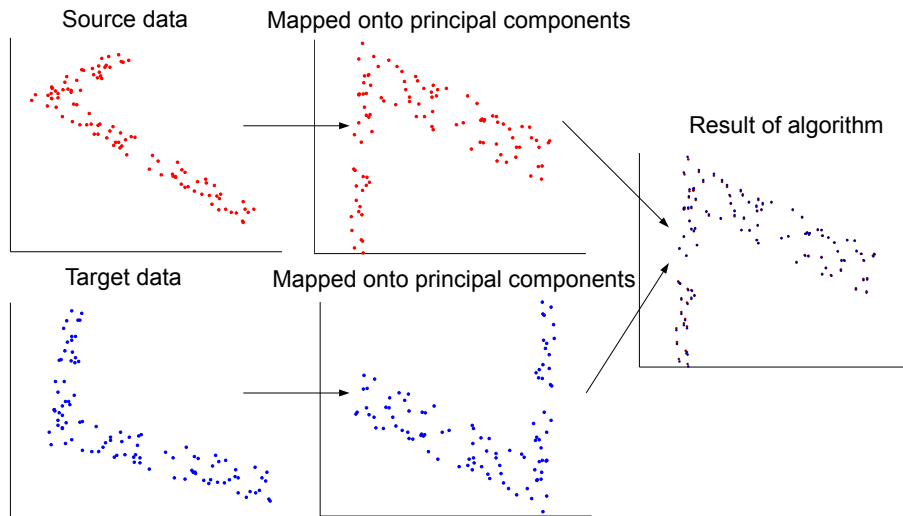 Source data
Mapped onto principal components
Result of algorithm
Target data
Mapped onto principal components